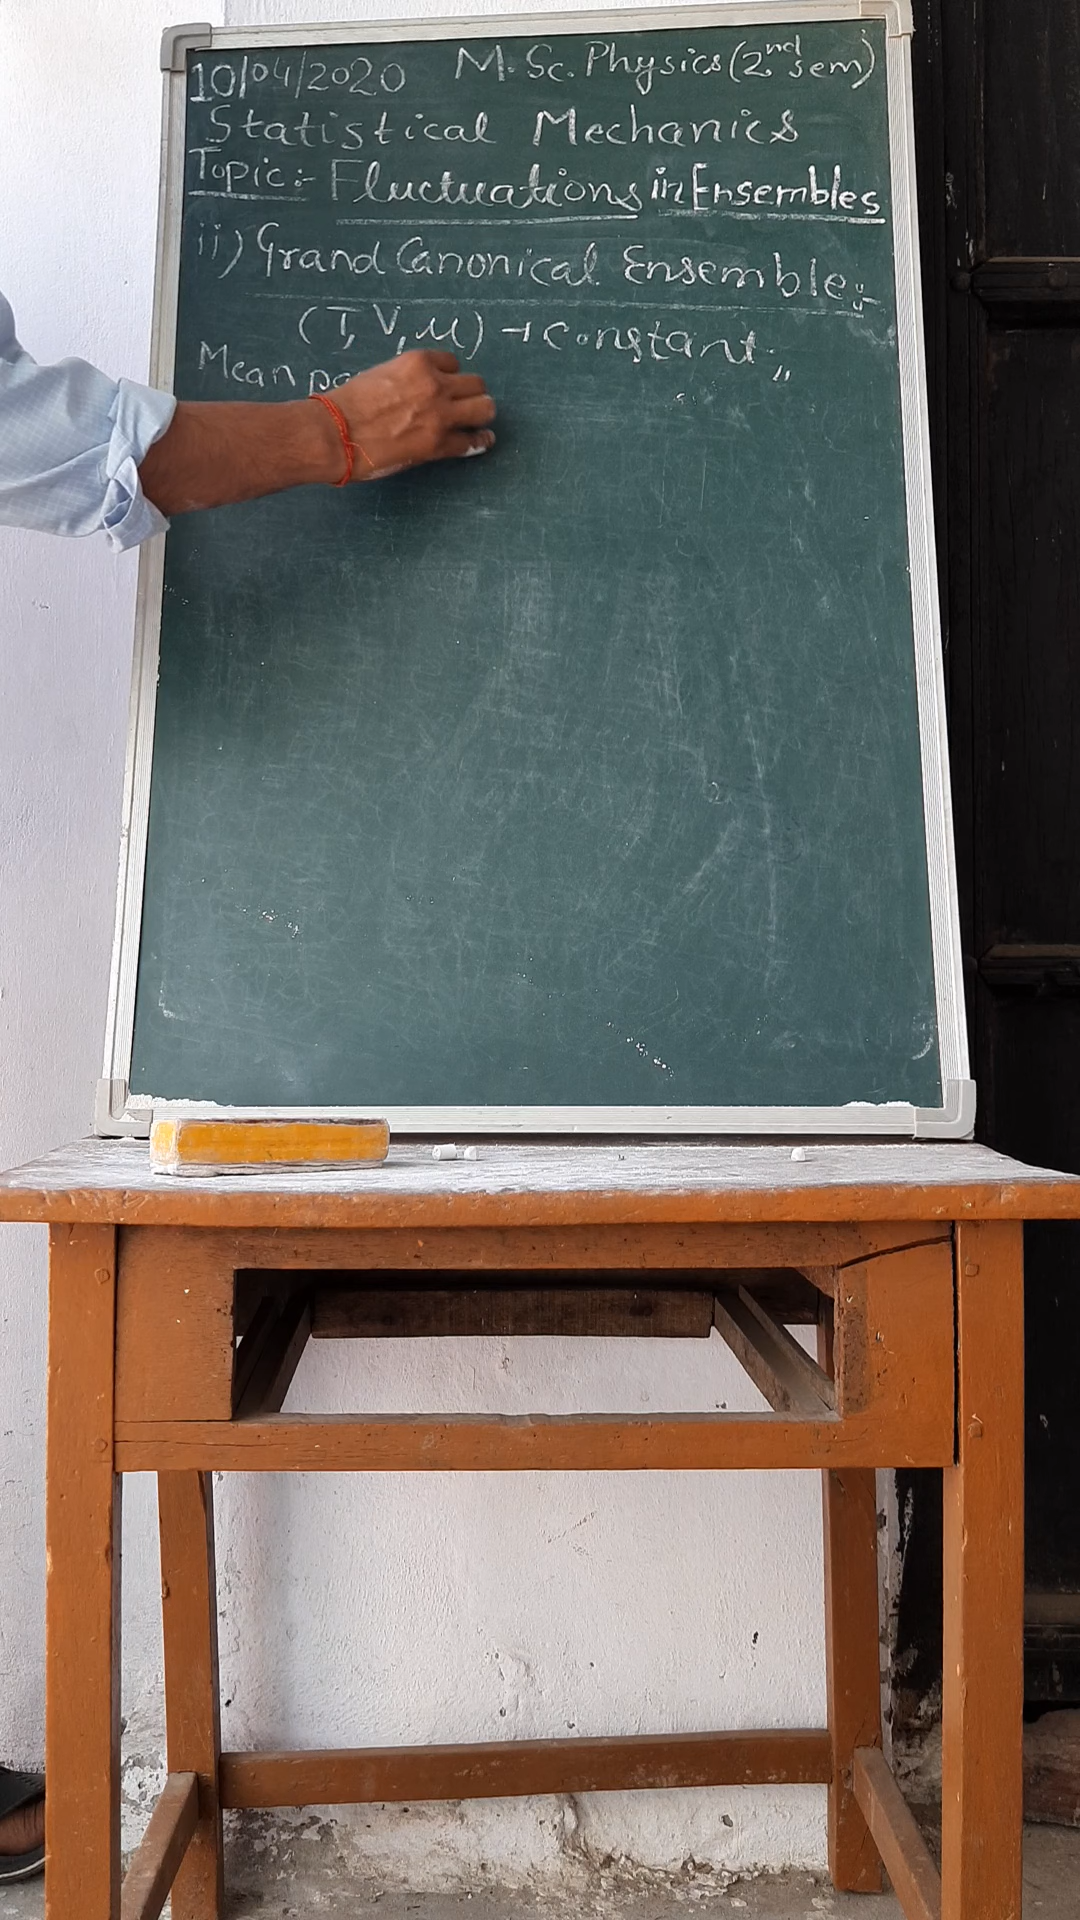 10/04/2020 M.Sc. Physics (2nd sem)
Statistical Mechanics
Topic:- Fluctuations in Ensembles
ii) Grand Canonical Ensemble:-
(T, V, μ) → constant,,
Mean